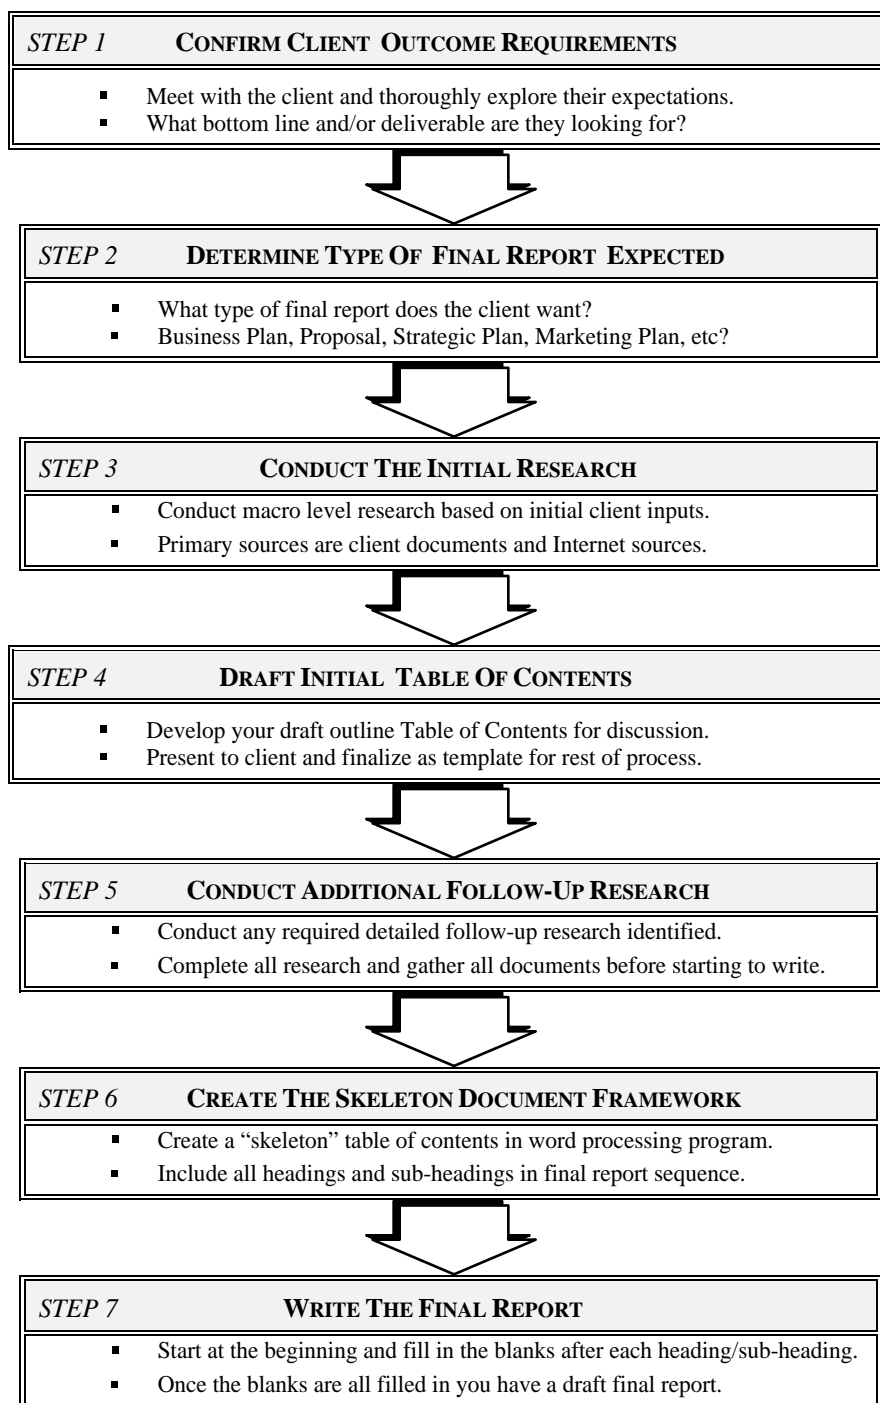 STEP 1 CONFIRM CLIENT OUTCOME REQUIREMENTS
▪ Meet with the client and thoroughly explore their expectations.
▪ What bottom line and/or deliverable are they looking for?
STEP 2 DETERMINE TYPE OF FINAL REPORT EXPECTED
▪ What type of final report does the client want?
▪ Business Plan, Proposal, Strategic Plan, Marketing Plan, etc?
STEP 3 CONDUCT THE INITIAL RESEARCH
▪ Conduct macro level research based on initial client inputs.
▪ Primary sources are client documents and Internet sources.
STEP 4 DRAFT INITIAL TABLE OF CONTENTS
▪ Develop your draft outline Table of Contents for discussion.
▪ Present to client and finalize as template for rest of process.
STEP 5 CONDUCT ADDITIONAL FOLLOW-UP RESEARCH
▪ Conduct any required detailed follow-up research identified.
▪ Complete all research and gather all documents before starting to write.
STEP 6 CREATE THE SKELETON DOCUMENT FRAMEWORK
▪ Create a “skeleton” table of contents in word processing program.
▪ Include all headings and sub-headings in final report sequence.
STEP 7 WRITE THE FINAL REPORT
▪ Start at the beginning and fill in the blanks after each heading/sub-heading.
▪ Once the blanks are all filled in you have a draft final report.